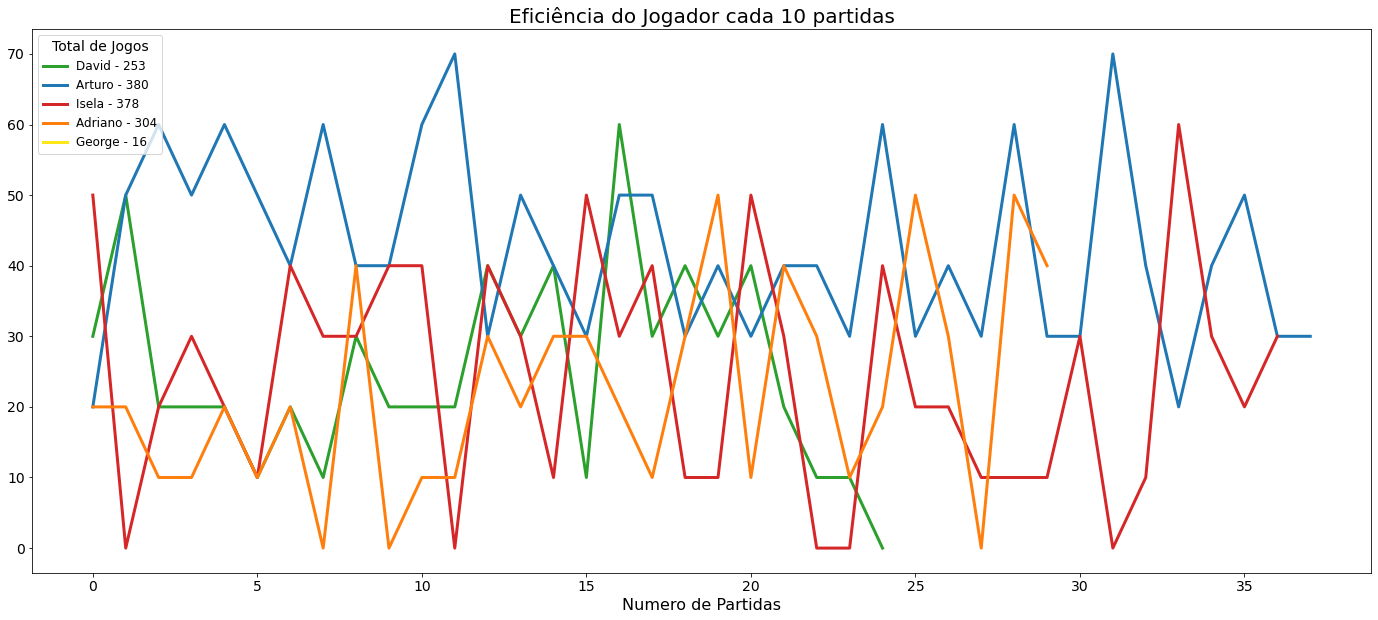 Eficiência do Jogador cada 10 partidas
Total de Jogos
David - 253
Arturo - 380
Isela - 378
Adriano - 304
George - 16
70
60
50
40
30
20
10
0
0 5 10 15 20 25 30 35
Numero de Partidas